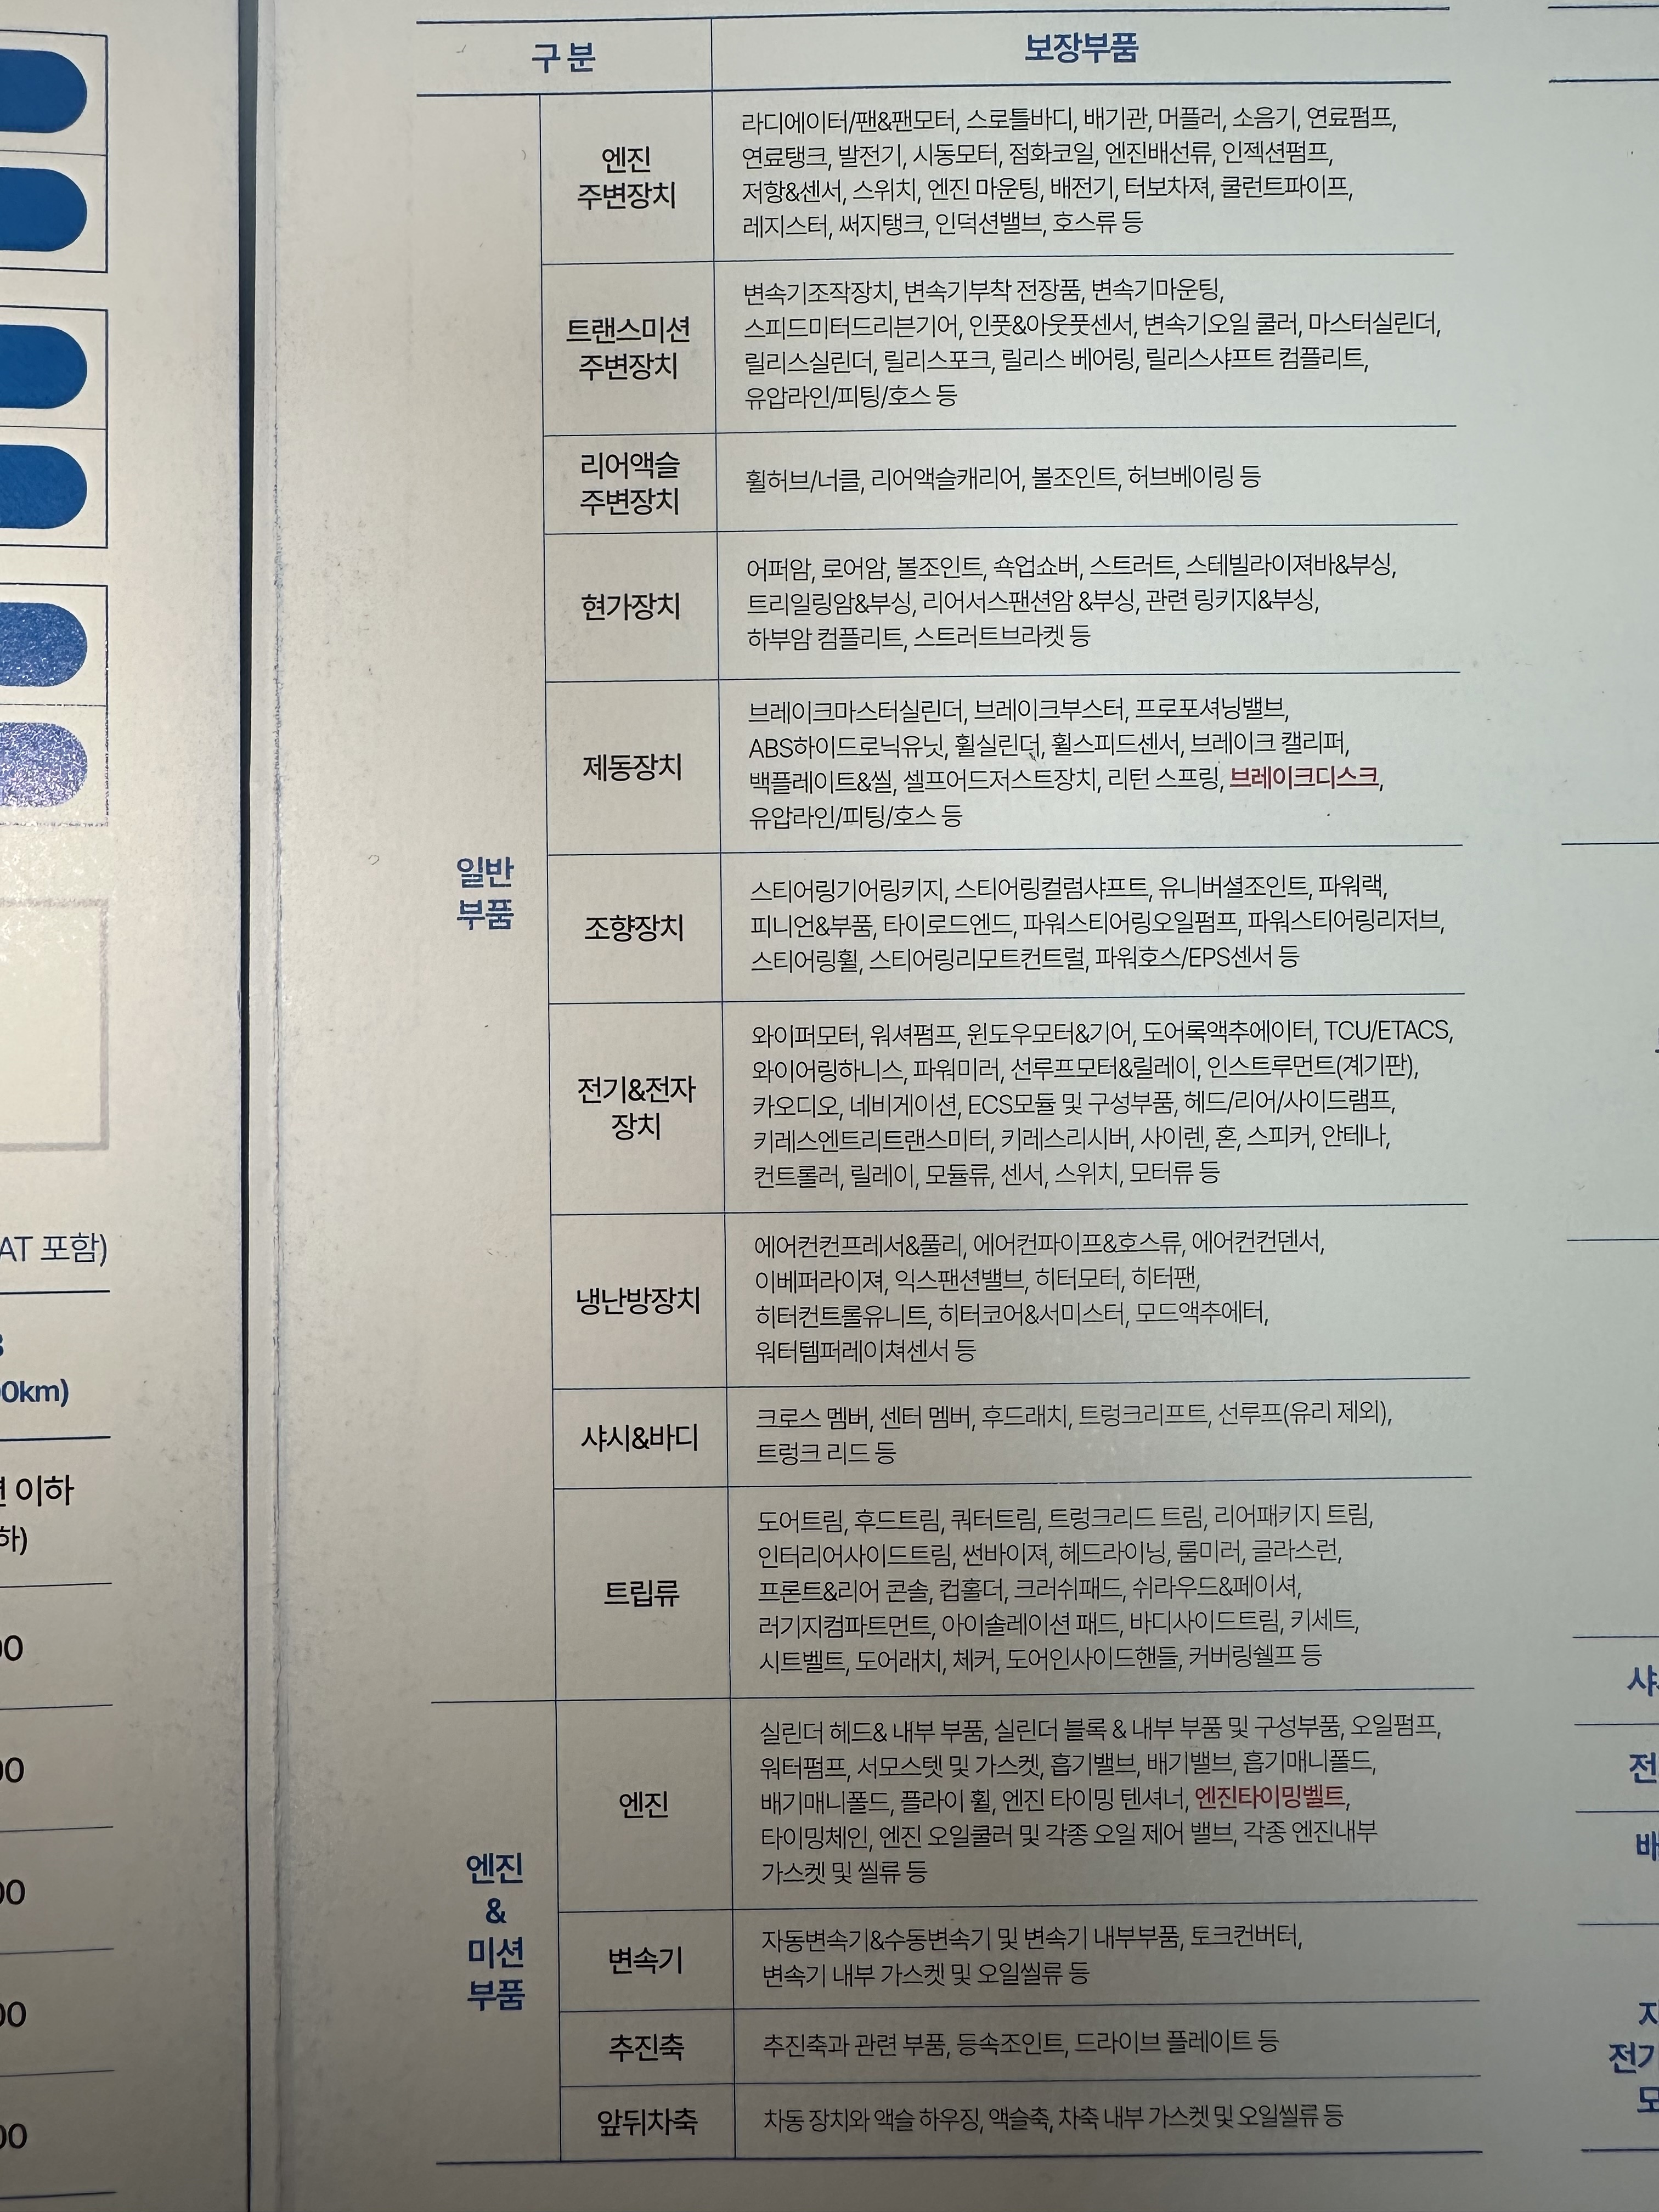 구 분
보장부품
일반
부품
엔진
주변장치
라디에이터/팬&팬모터, 스로틀바디, 배기관, 머플러, 소음기, 연료펌프,
연료탱크, 발전기, 시동모터, 점화코일, 엔진배선류, 인젝션펌프,
저항&센서, 스위치, 엔진 마운팅, 배전기, 터보차져, 쿨런트파이프,
레지스터, 써지탱크, 인덕션밸브, 호스류 등
트랜스미션
주변장치
변속기조작장치, 변속기부착 전장품, 변속기마운팅,
스피드미터드리븐기어, 인풋&아웃풋센서, 변속기오일 쿨러, 마스터실린더,
릴리스실린더, 릴리스포크, 릴리스 베어링, 릴리스샤프트 컴플리트,
유압라인/피팅/호스 등
리어액슬
주변장치
휠허브/너클, 리어액슬캐리어, 볼조인트, 허브베이링 등
현가장치
어퍼암, 로어암, 볼조인트, 쇽업쇼버, 스트러트, 스테빌라이져바&부싱,
트리일링암&부싱, 리어서스팬션암 &부싱, 관련 링키지&부싱,
하부암 컴플리트, 스트러트브라켓 등
제동장치
브레이크마스터실린더, 브레이크부스터, 프로포셔닝밸브,
ABS하이드로닉유닛, 휠실린더, 휠스피드센서, 브레이크 캘리퍼,
백플레이트&씰, 셀프어드저스트장치, 리턴 스프링, 브레이크디스크,
유압라인/피팅/호스 등
조향장치
스티어링기어링키지, 스티어링컬럼샤프트, 유니버셜조인트, 파워랙,
피니언&부품, 타이로드엔드, 파워스티어링오일펌프, 파워스티어링리저브,
스티어링휠, 스티어링리모트컨트럴, 파워호스/EPS센서 등
전기&전자
장치
와이퍼모터, 워셔펌프, 윈도우모터&기어, 도어록액추에이터, TCU/ETACS,
와이어링하니스, 파워미러, 선루프모터&릴레이, 인스트루먼트(계기판),
카오디오, 네비게이션, ECS모듈 및 구성부품, 헤드/리어/사이드램프,
키레스엔트리트랜스미터, 키레스리시버, 사이렌, 혼, 스피커, 안테나,
컨트롤러, 릴레이, 모듈류, 센서, 스위치, 모터류 등
냉난방장치
에어컨컨프레서&풀리, 에어컨파이프&호스류, 에어컨컨덴서,
이베퍼라이져, 익스팬션밸브, 히터모터, 히터팬,
히터컨트롤유니트, 히터코어&서미스터, 모드액추에터,
워터템퍼레이쳐센서 등
샤시&바디
크로스 멤버, 센터 멤버, 후드래치, 트렁크리프트, 선루프(유리 제외),
트렁크 리드 등
트립류
도어트림, 후드트림, 쿼터트림, 트렁크리드 트림, 리어패키지 트림,
인터리어사이드트림, 썬바이져, 헤드라이닝, 룸미러, 글라스런,
프론트&리어 콘솔, 컵홀더, 크러쉬패드, 쉬라우드&페이셔,
러기지컴파트먼트, 아이솔레이션 패드, 바디사이드트림, 키세트,
시트벨트, 도어래치, 체커, 도어인사이드핸들, 커버링쉘프 등
엔진
&
미션
부품
엔진
실린더 헤드& 내부 부품, 실린더 블록 & 내부 부품 및 구성부품, 오일펌프,
워터펌프, 서모스텟 및 가스켓, 흡기밸브, 배기밸브, 흡기매니폴드,
배기매니폴드, 플라이 휠, 엔진 타이밍 텐셔너, 엔진타이밍벨트,
타이밍체인, 엔진 오일쿨러 및 각종 오일 제어 밸브, 각종 엔진내부
가스켓 및 씰류 등
변속기
자동변속기&수동변속기 및 변속기 내부부품, 토크컨버터,
변속기 내부 가스켓 및 오일씰류 등
추진축
추진축과 관련 부품, 등속조인트, 드라이브 플레이트 등
앞뒤차축
차동 장치와 액슬 하우징, 액슬축, 차축 내부 가스켓 및 오일씰류 등
AT 포함)
0km)
이하
하)
00
00
00
00
00
전